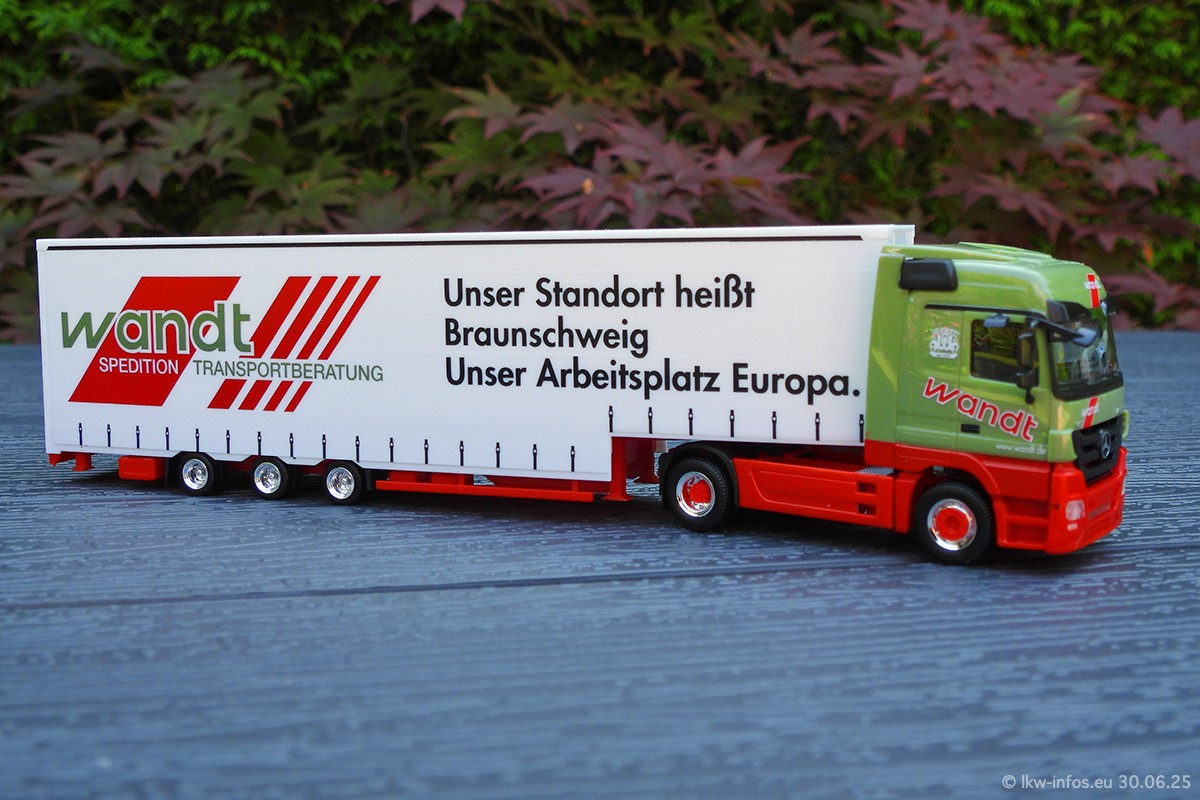 wandt
SPEDITION TRANSPORTBERATUNG
Unser Standort heißt
Braunschweig
Unser Arbeitsplatz Europa.
wandt
www.wandt.de
© lkw-infos.eu 30.06.25